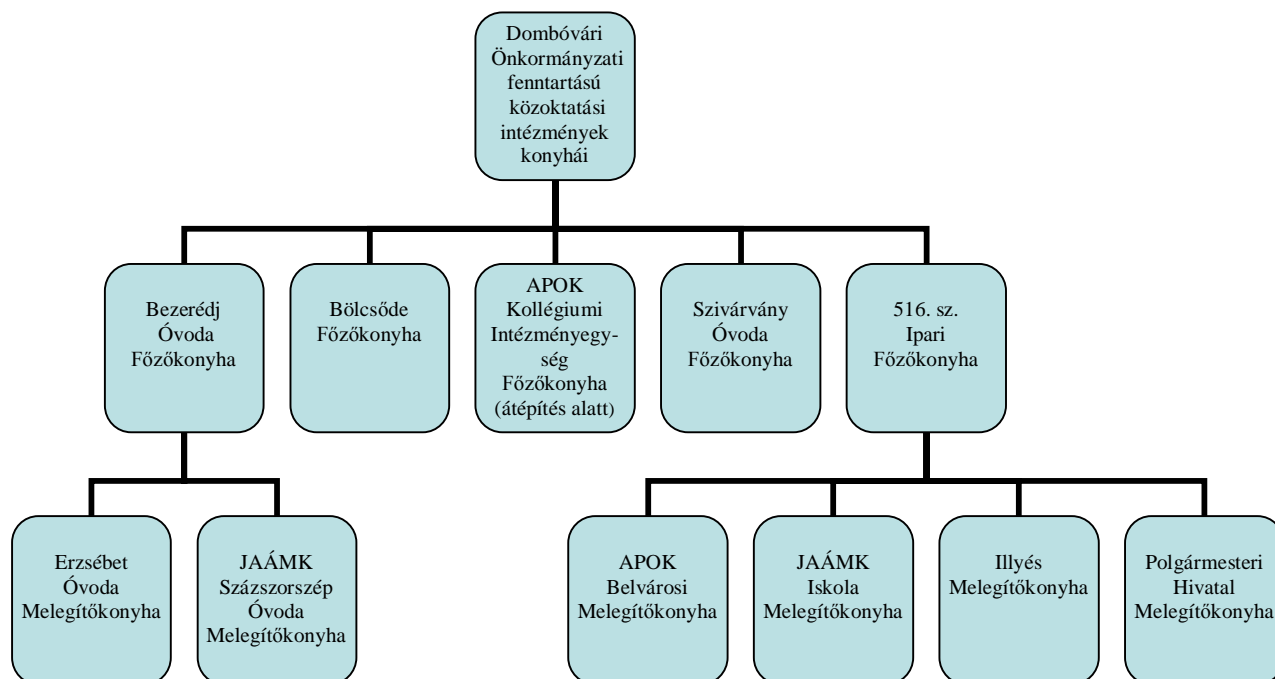 Dombóvári
Önkormányzati
fenntartású
közoktatási
intézmények
konyhái
Bezerédj
Óvoda
Főzőkonyha
Bölcsőde
Főzőkonyha
APOK
Kollégiumi
Intézményegy-
ség
Főzőkonyha
(átépítés alatt)
Szivárvány
Óvoda
Főzőkonyha
516. sz.
Ipari
Főzőkonyha
Erzsébet
Óvoda
Melegítőkonyha
JAÁMK
Százszorszép
Óvoda
Melegítőkonyha
APOK
Belvárosi
Melegítőkonyha
JAÁMK
Iskola
Melegítőkonyha
Illyés
Melegítőkonyha
Polgármesteri
Hivatal
Melegítőkonyha